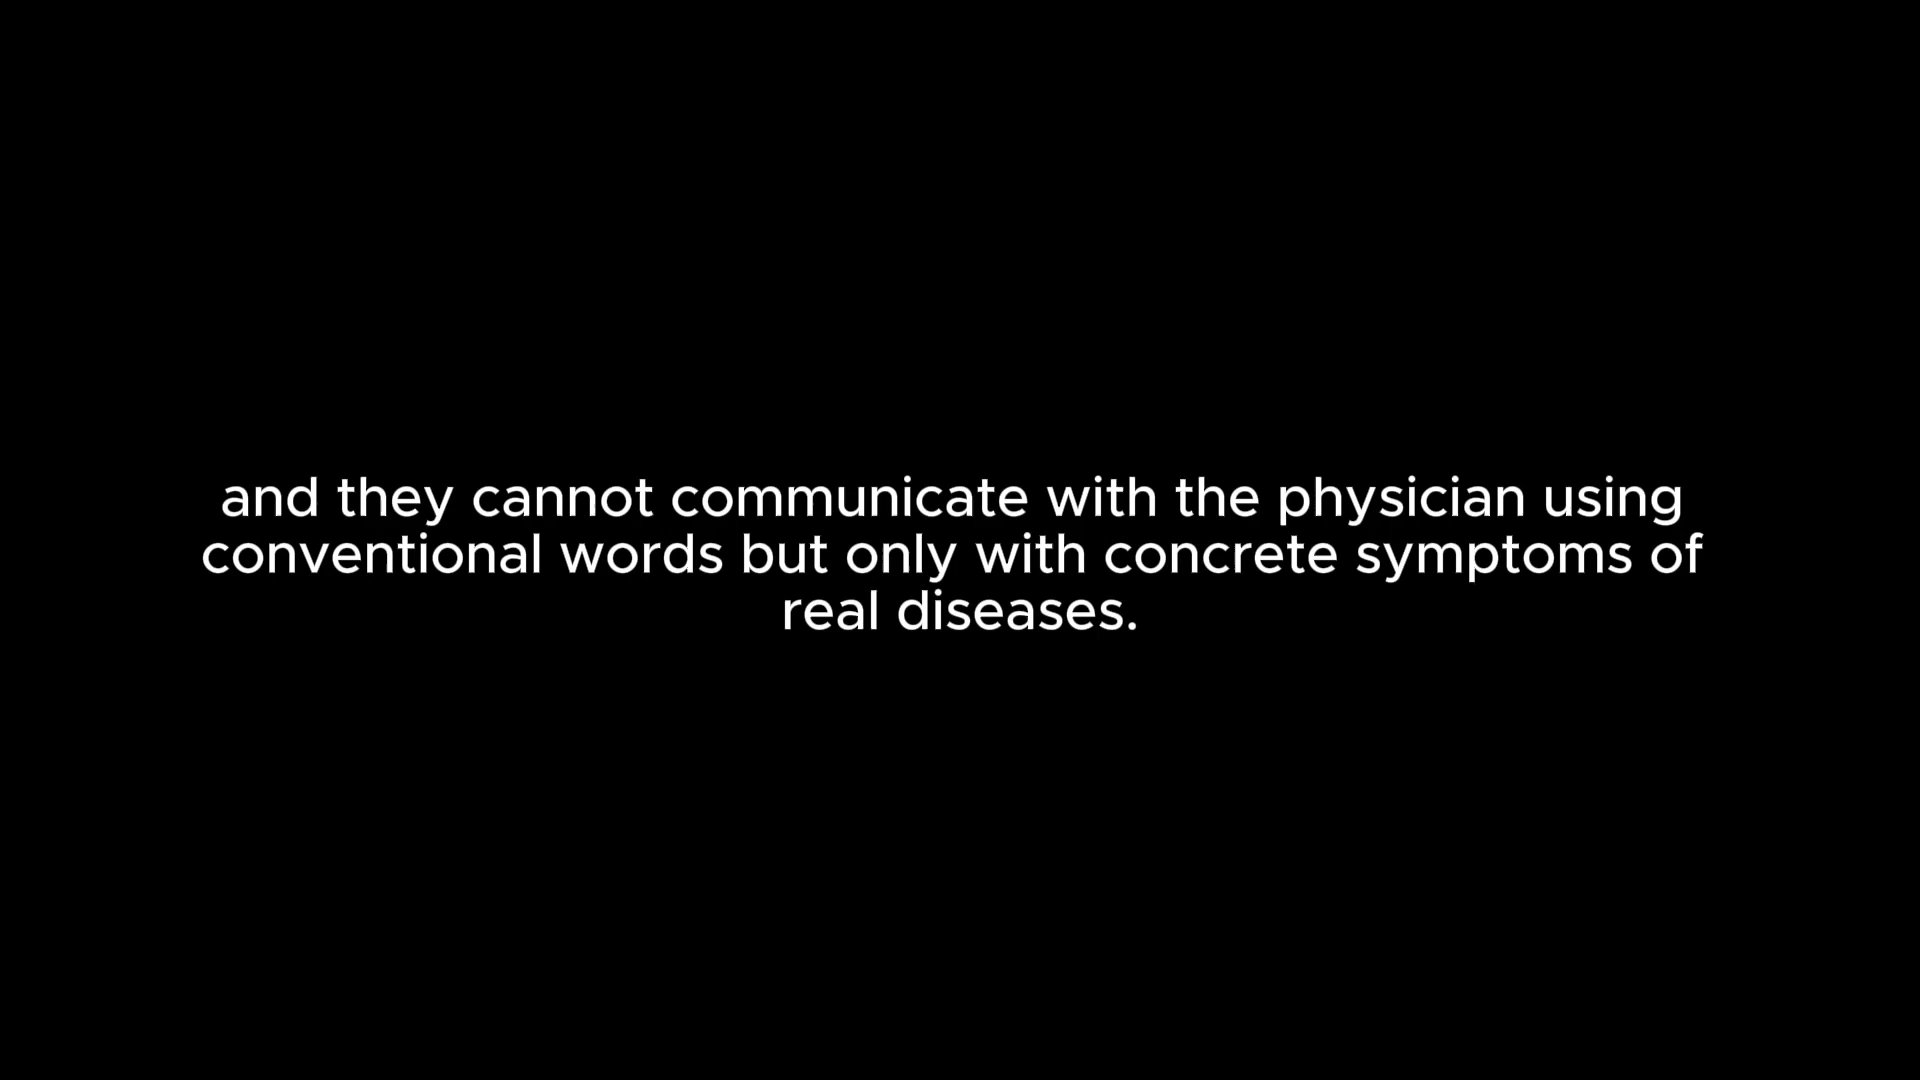 and they cannot communicate with the physician using
conventional words but only with concrete symptoms of
real diseases.